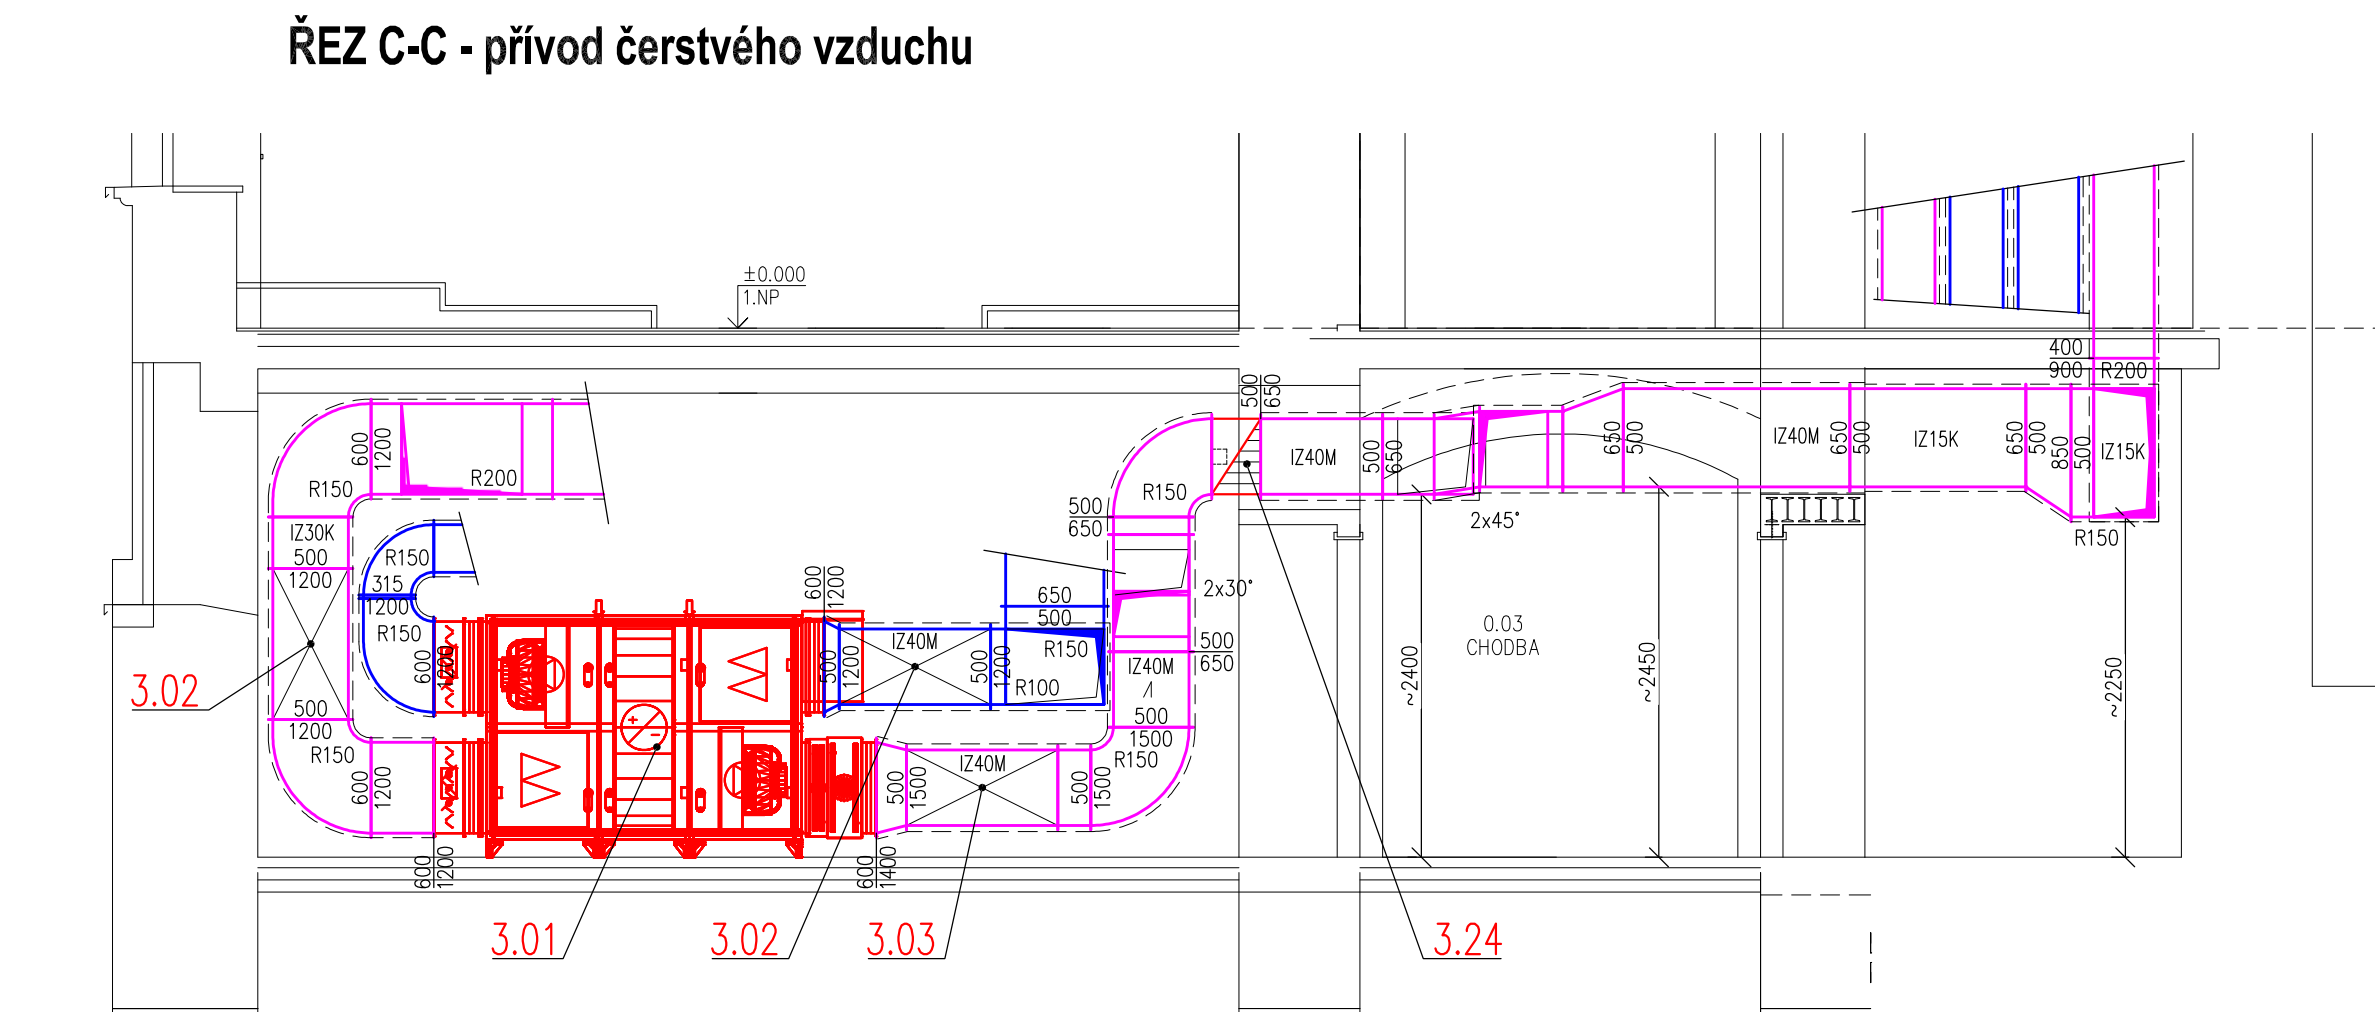 ŘEZ C-C - přívod čerstvého vzduchu
±0.000
1.NP
400
900
R200
500
650
600
1200
R200
R150
IZ30K
500
1200
R150
315
1200
R150
600
1200
500
1200
R150
600
1200
600
1200
3.02
600
1200
500
1200
IZ40M
500
1200
650
500
R150
R100
IZ40M
500
1500
500
1500
600
1400
R150
500
650
2x30°
500
650
IZ40M
500
1500
R150
IZ40M
500
650
2x45°
650
500
IZ40M
650
500
IZ15K
650
500
850
500
IZ15K
R150
0.03
CHODBA
~2400
~2450
~2250
3.01
3.02
3.03
3.24